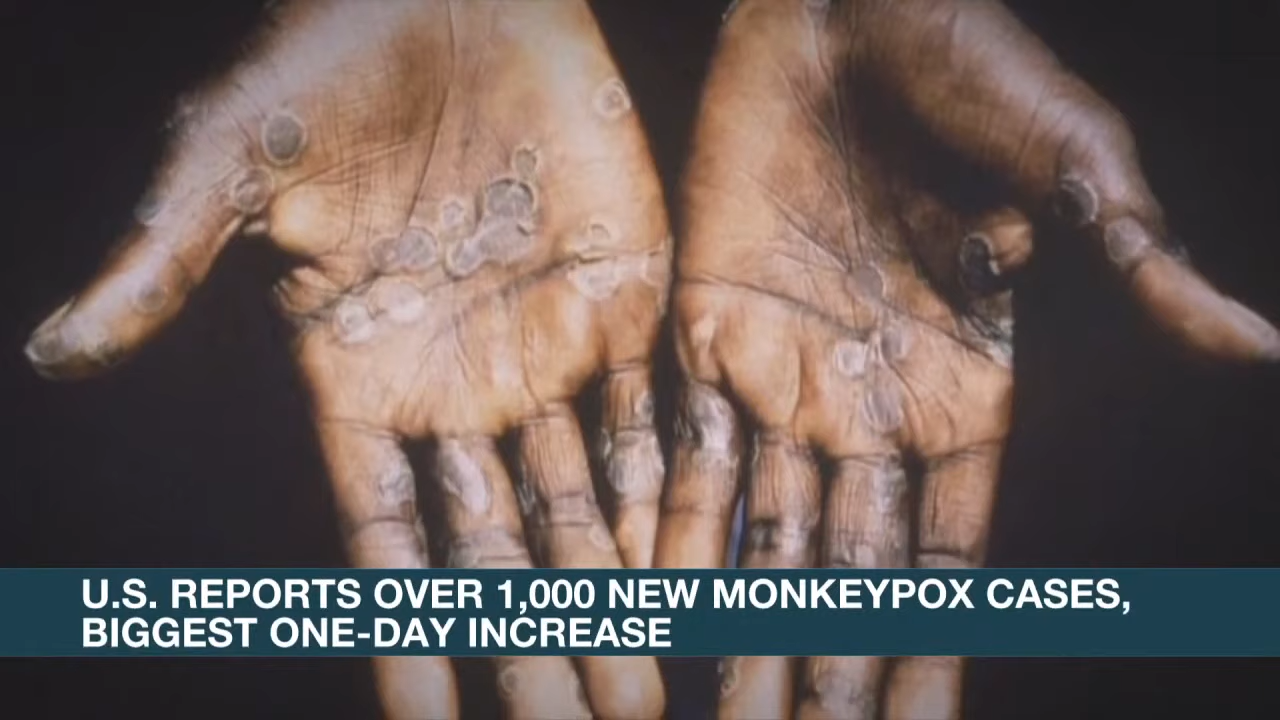 U.S. REPORTS OVER 1,000 NEW MONKEYPOX CASES,
BIGGEST ONE-DAY INCREASE